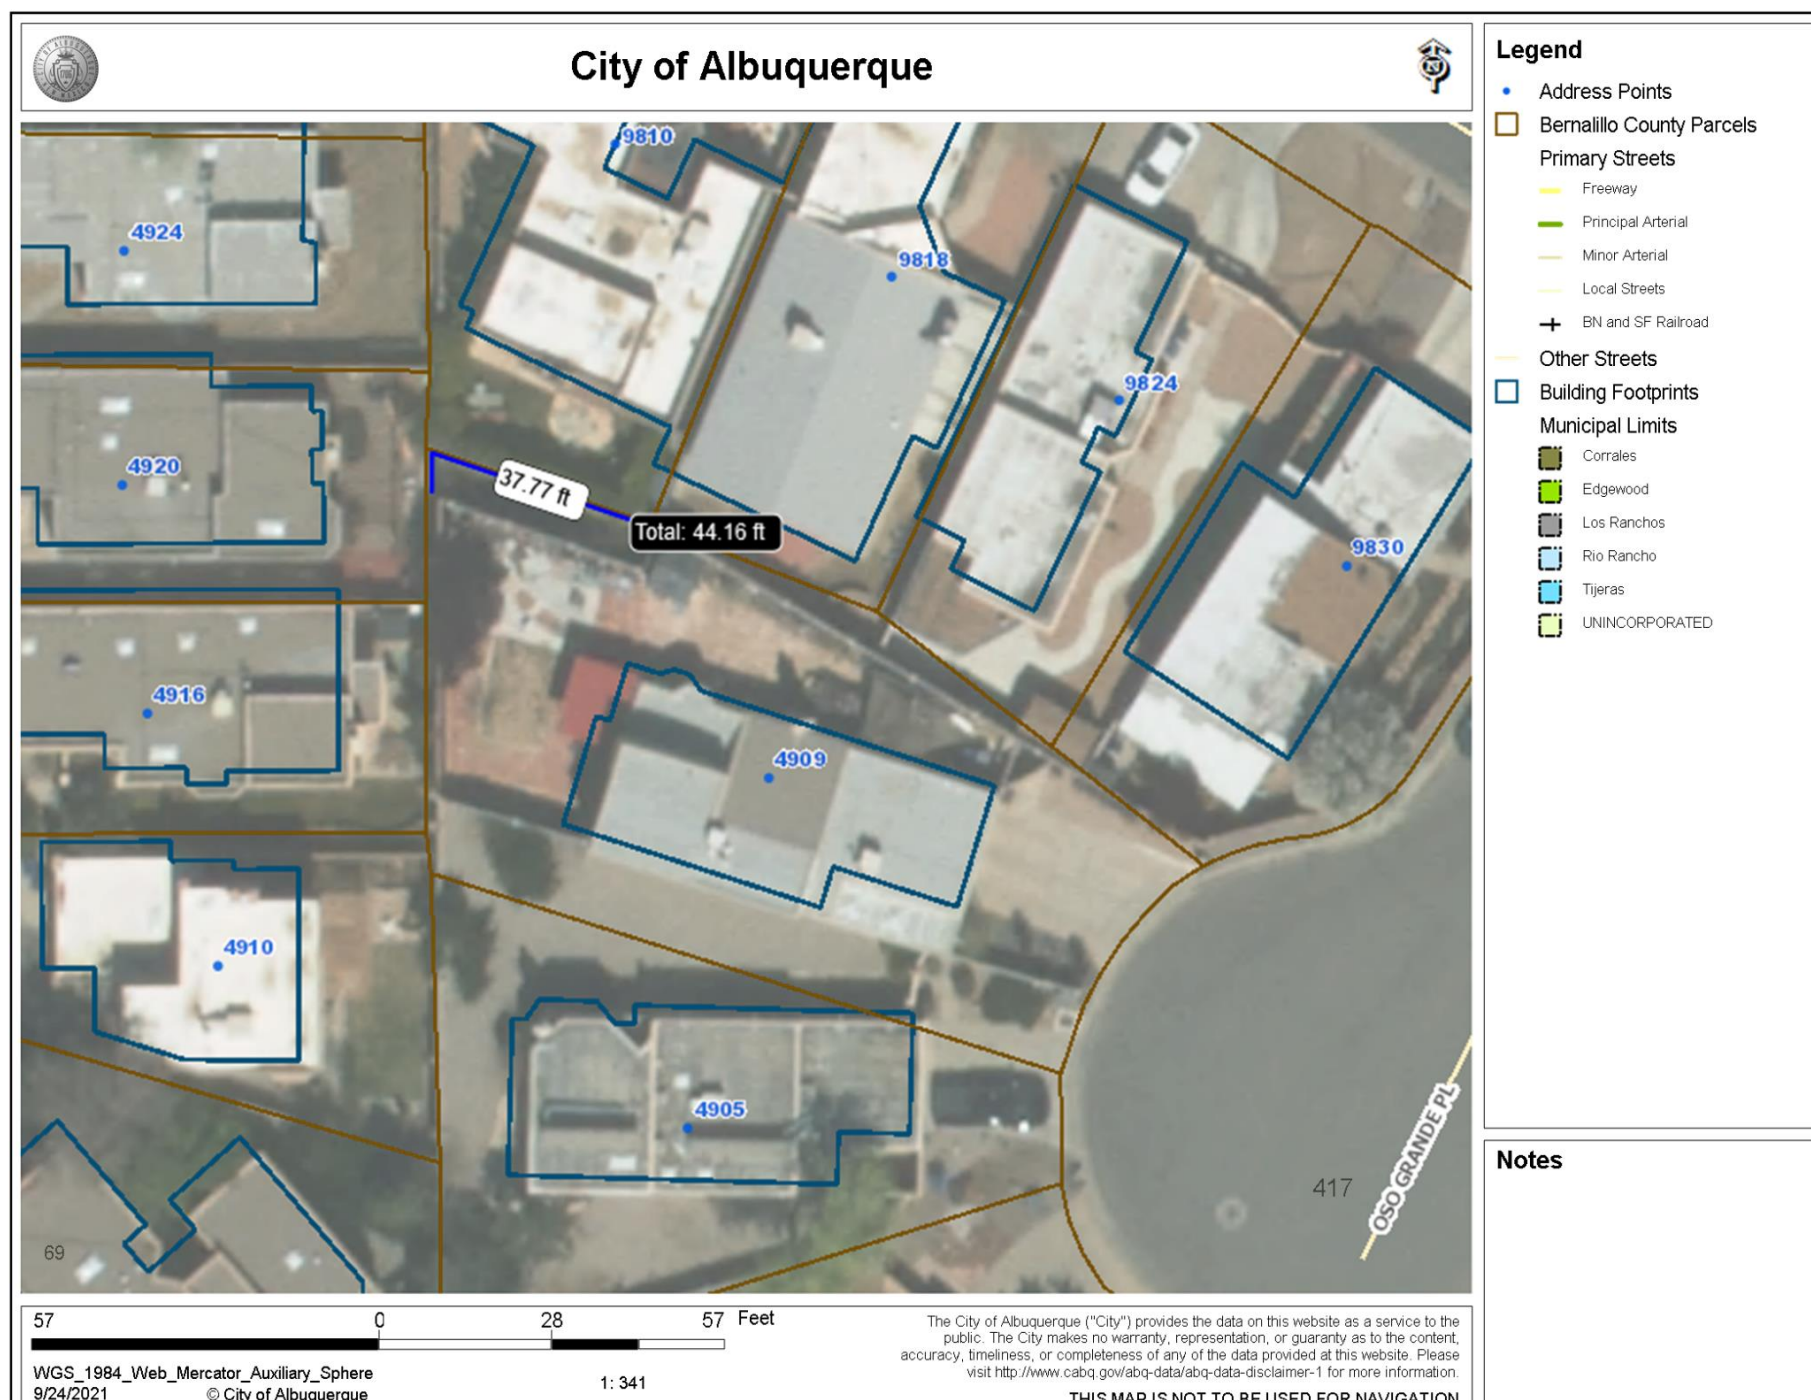 City of Albuquerque
9810
4924
9818
9824
4920
37.77 ft
Total: 44.16 ft
9830
4916
4909
4910
4905
OSO GRANDE PL
417
69
Legend
Address Points
Bernalillo County Parcels
Primary Streets
Freeway
Principal Arterial
Minor Arterial
Local Streets
BN and SF Railroad
Other Streets
Building Footprints
Municipal Limits
Corrales
Edgewood
Los Ranchos
Rio Rancho
Tijeras
UNINCORPORATED
Notes
57 0 28 57 Feet
WGS_1984_Web_Mercator_Auxiliary_Sphere
9/24/2021 © City of Albuquerque
1: 341
The City of Albuquerque ("City") provides the data on this website as a service to the
public. The City makes no warranty, representation, or guaranty as to the content,
accuracy, timeliness, or completeness of any of the data provided at this website. Please
visit http://www.cabq.gov/abq-data/abq-data-disclaimer-1 for more information.
THIS MAP IS NOT TO BE USED FOR NAVIGATION